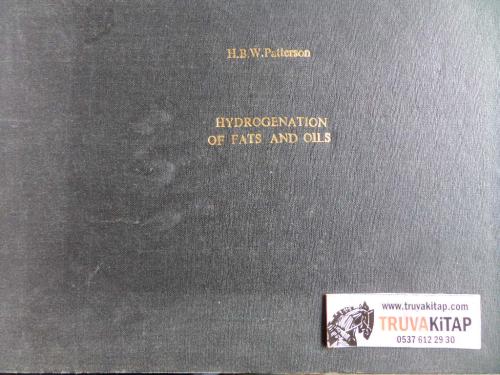 H.B.W.Patterson
HYDROGENATION
OF FATS AND OILS
www.truvakitap.com
TRUVAKiTAP
0537 612 29 30